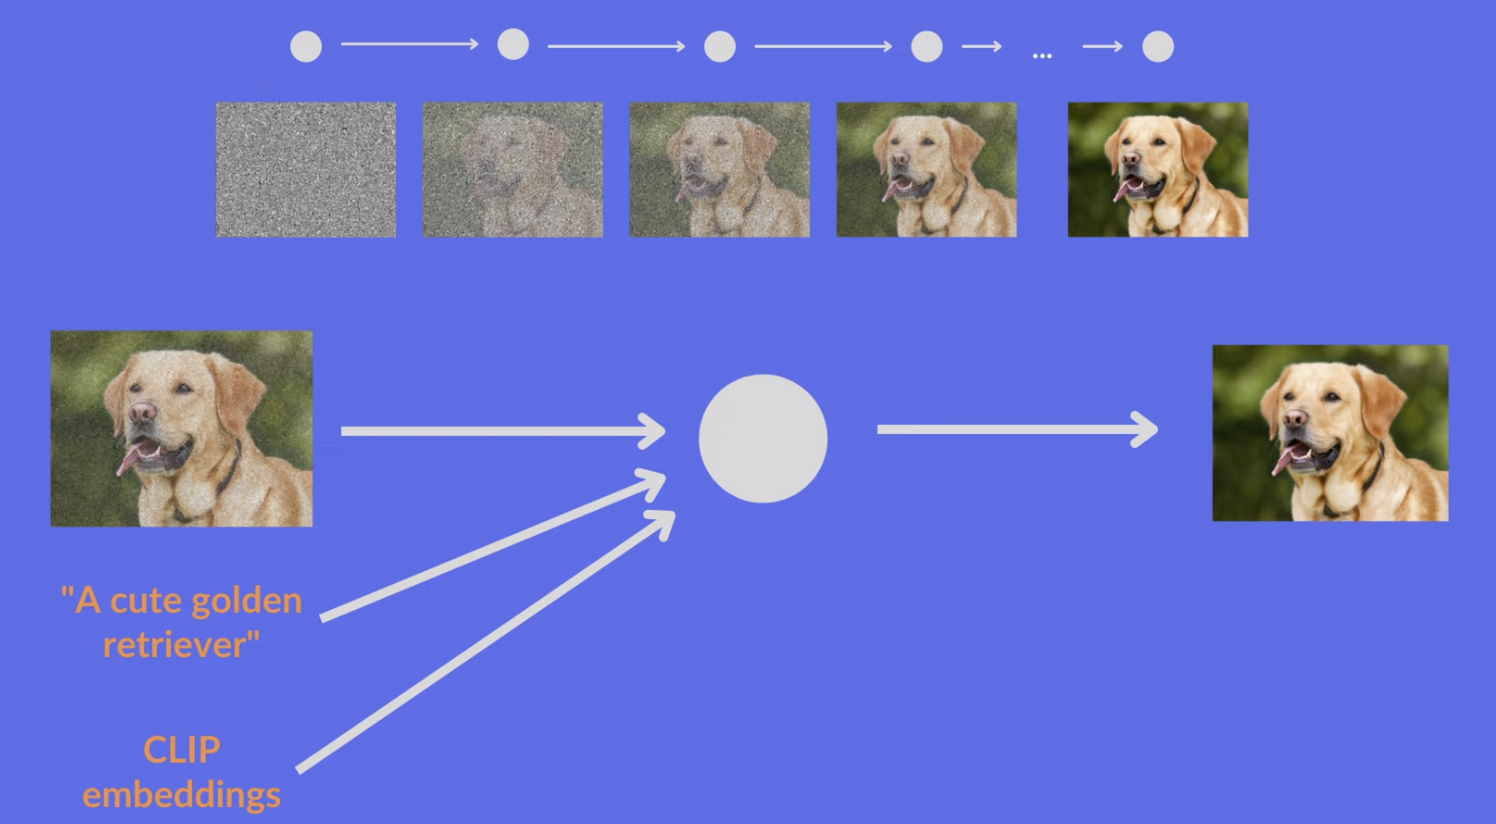 ...
"A cute golden
retriever"
CLIP
embeddings